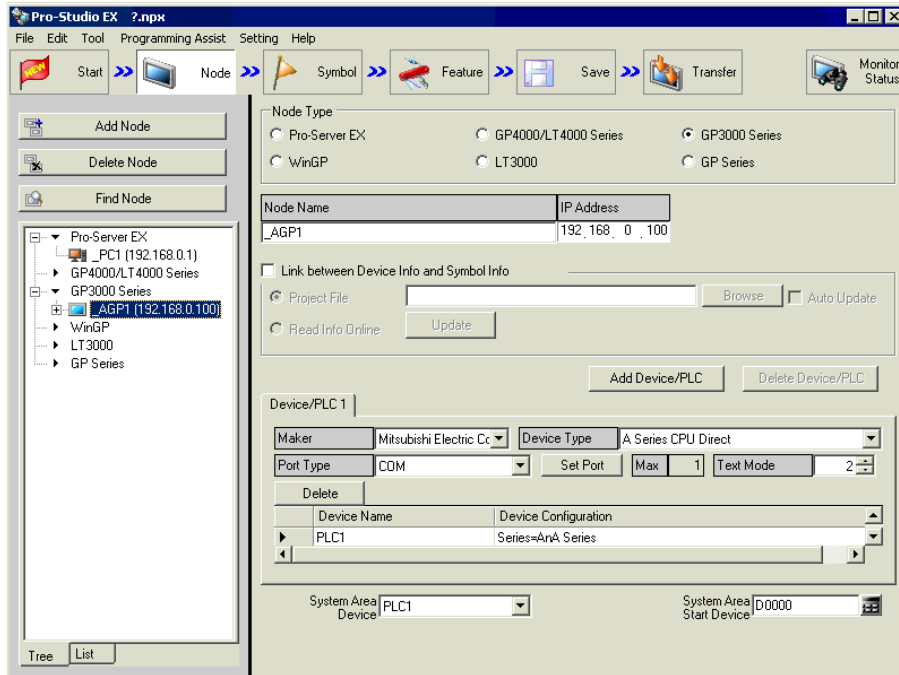 Pro-Studio EX ?.npx
File Edit Tool Programming Assist Setting Help
NEW Start Node Symbol Feature Save Transfer Monitor Status
Add Node
Delete Node
Find Node
Pro-Server EX
_PC1 (192.168.0.1)
GP4000/LT4000 Series
GP3000 Series
_AGP1 (192.168.0.100)
WinGP
LT3000
GP Series
Tree List
Node Type
Pro-Server EX GP4000/LT4000 Series GP3000 Series
WinGP LT3000 GP Series
Node Name IP Address
_AGP1 192 .168 . 0 .100
Link between Device Info and Symbol Info
Project File Browse Auto Update
Read Info Online Update
Add Device/PLC Delete Device/PLC
Device/PLC 1
Maker Mitsubishi Electric Cc Device Type A Series CPU Direct
Port Type COM Set Port Max 1 Text Mode 2
Delete
Device Name Device Configuration
PLC1 Series=AnA Series
System Area Device PLC1 System Area Start Device D0000